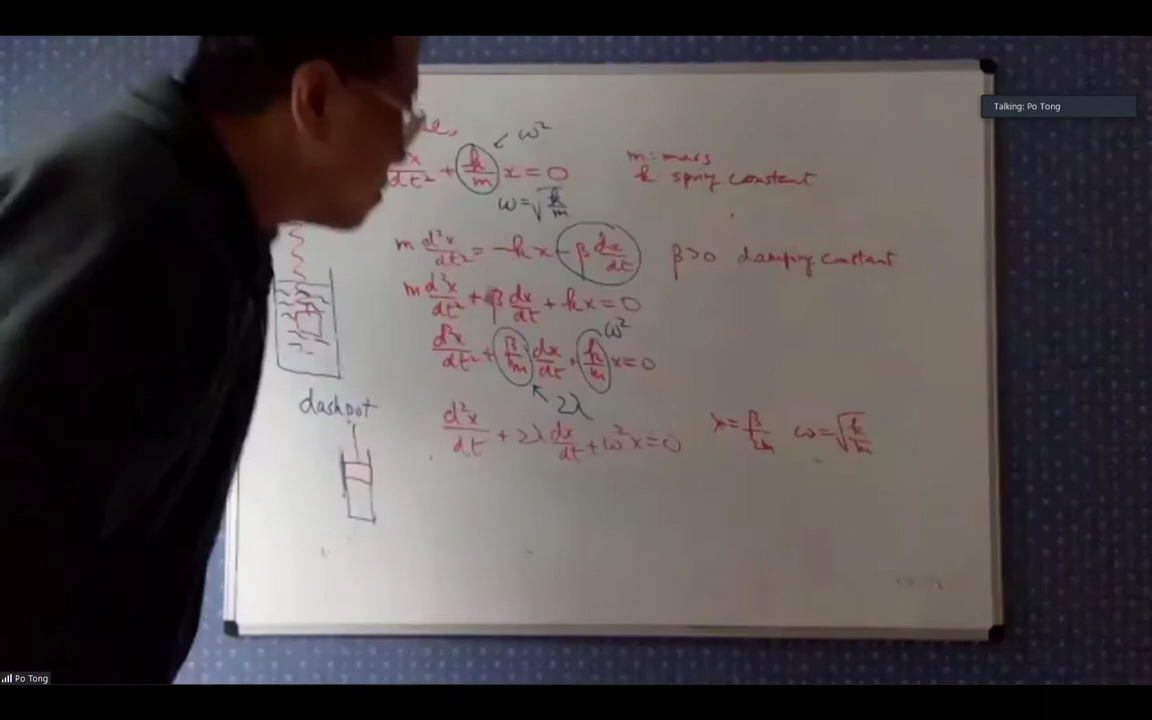 Talking: Po Tong
ω²
dt² + k/m x = 0
m: mass
k spring constant
ω = √k/m
m d²x/dt² = -kx - β dx/dt
β>0 damping constant
m d²x/dt² + β dx/dt + kx = 0
ω²
d²x/dt² + β/m dx/dt + k/m x = 0
2λ
dashpot
d²x/dt + 2λ dx/dt + ω²x = 0
λ = β/2m ω = √k/m
Po Tong